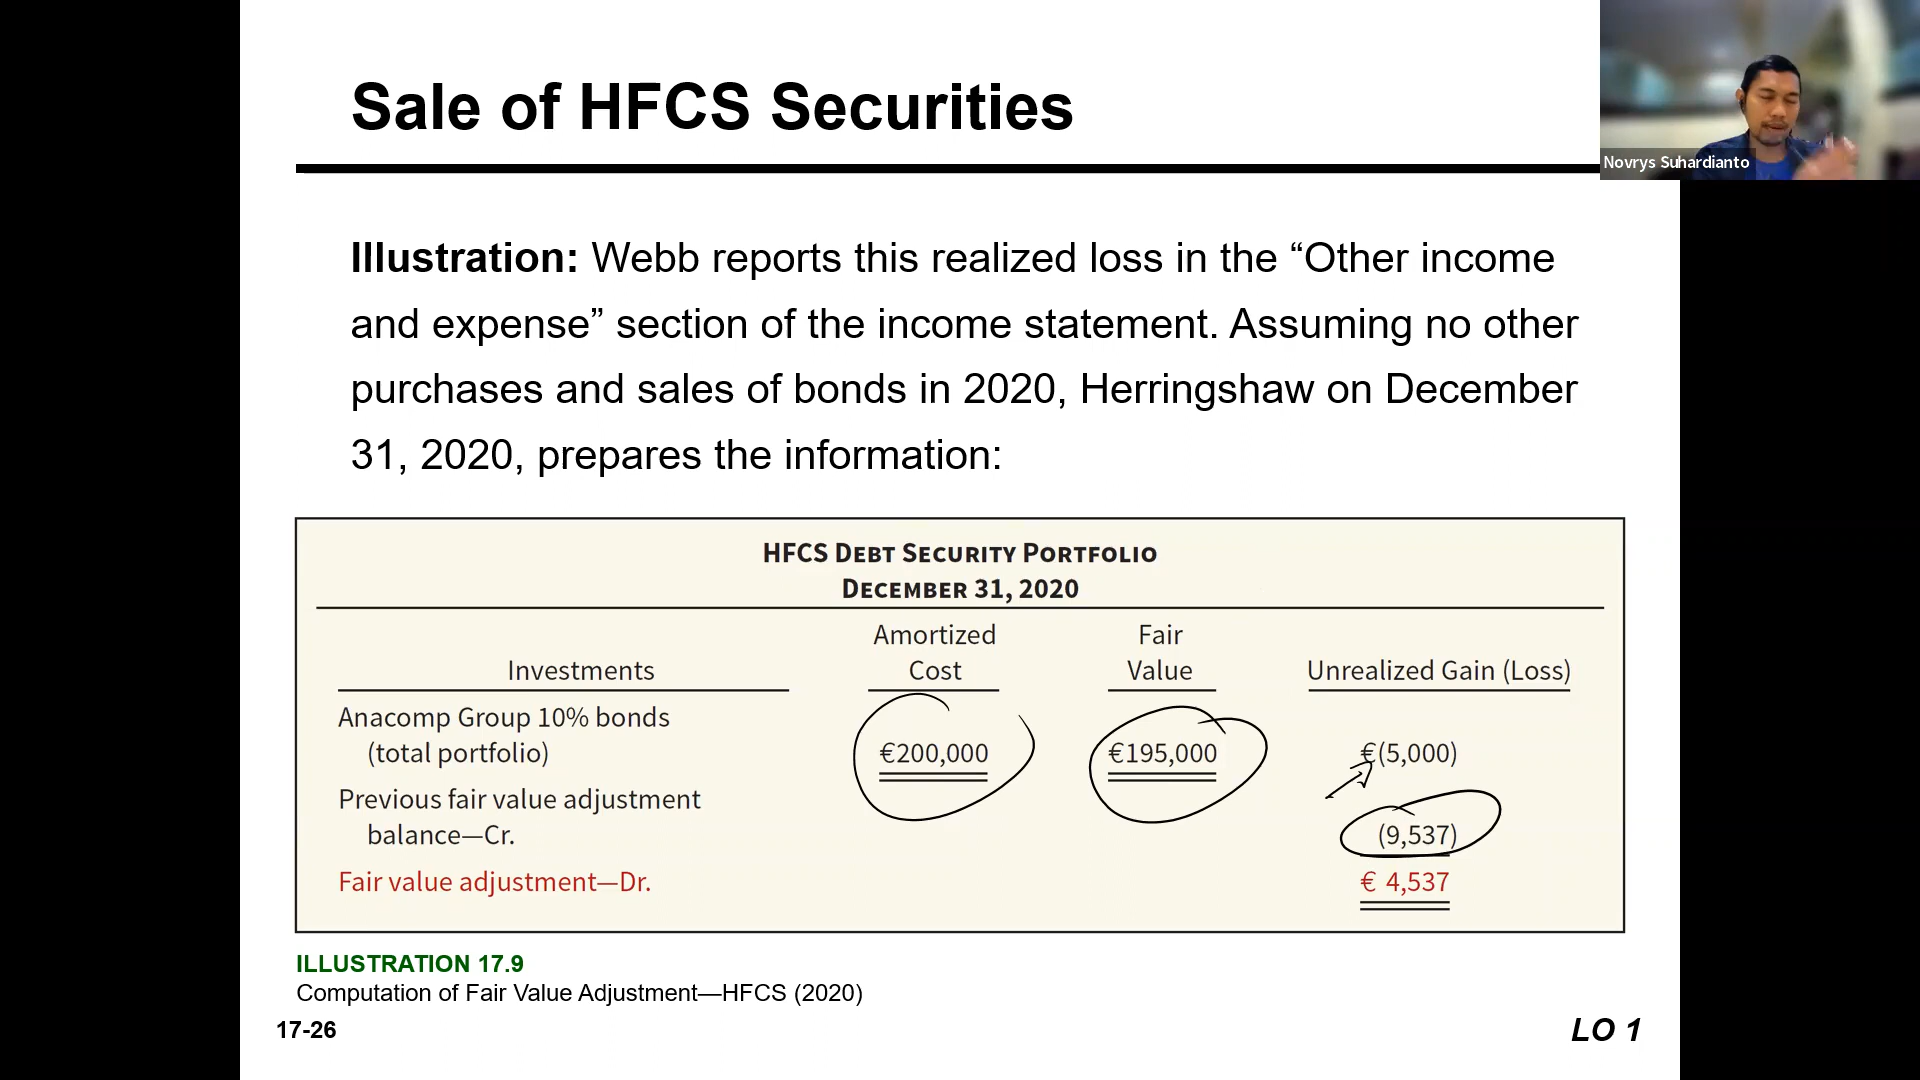 Sale of HFCS Securities
Novrys Suhardianto
Illustration: Webb reports this realized loss in the “Other income
and expense” section of the income statement. Assuming no other
purchases and sales of bonds in 2020, Herringshaw on December
31, 2020, prepares the information:
HFCS DEBT SECURITY PORTFOLIO
DECEMBER 31, 2020
Investments Amortized Cost Fair Value Unrealized Gain (Loss)
Anacomp Group 10% bonds
(total portfolio) €200,000 €195,000 €(5,000)
Previous fair value adjustment
balance—Cr. (9,537)
Fair value adjustment—Dr. € 4,537
ILLUSTRATION 17.9
Computation of Fair Value Adjustment—HFCS (2020)
17-26 LO 1